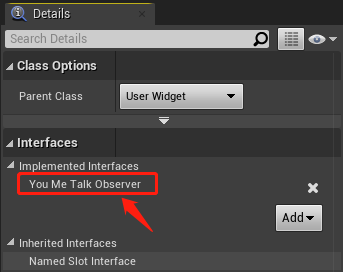 Details
Search Details
Class Options
Parent Class
User Widget
Interfaces
Implemented Interfaces
You Me Talk Observer
Add
Inherited Interfaces
Named Slot Interface